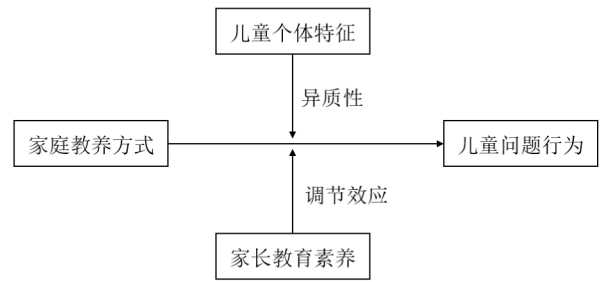 儿童个体特征
异质性
家庭教养方式
儿童问题行为
调节效应
家长教育素养